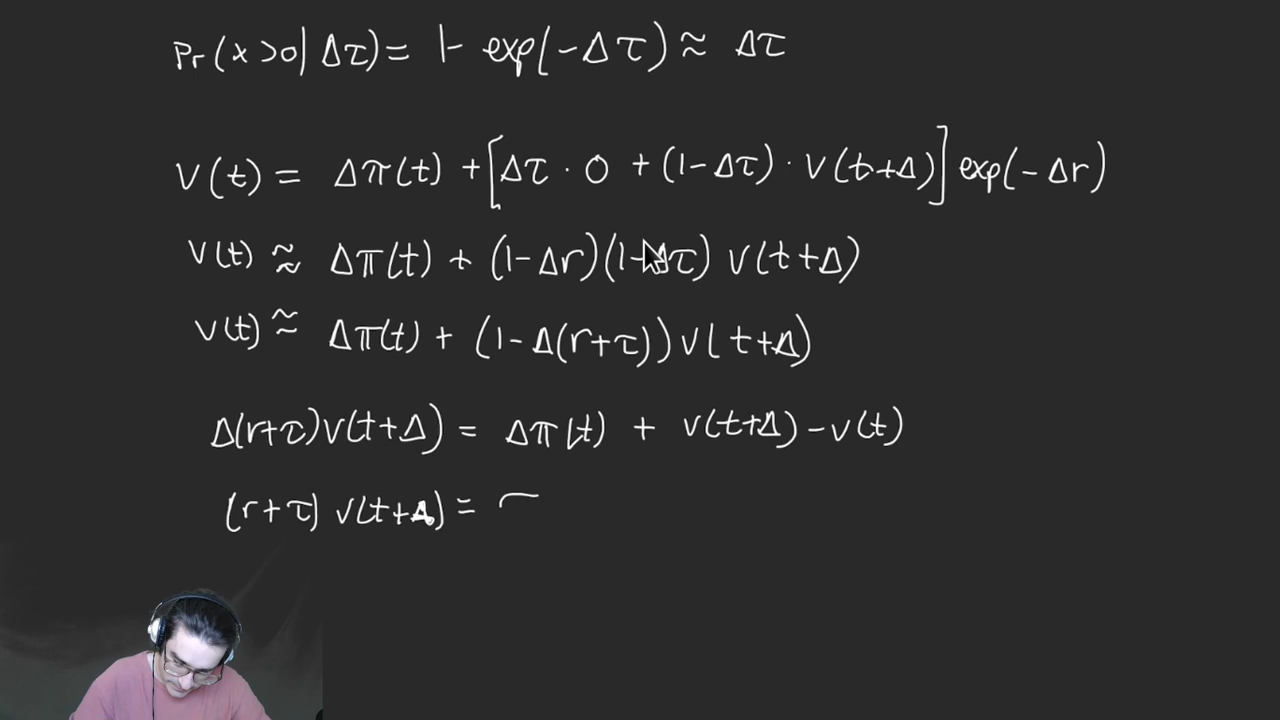 Pr(x>0|Δτ) = 1 - exp(-Δτ) ≈ Δτ
V(t) = Δπ(t) + [Δτ · 0 + (1-Δτ) · V(t+Δ)] exp(-Δr)
V(t) ≈ Δπ(t) + (1-Δr)(1-Δτ) V(t+Δ)
V(t) ≈ Δπ(t) + (1-Δ(r+τ)) V(t+Δ)
Δ(r+τ)V(t+Δ) = Δπ(t) + V(t+Δ) - V(t)
(r+τ) V(t+Δ) =